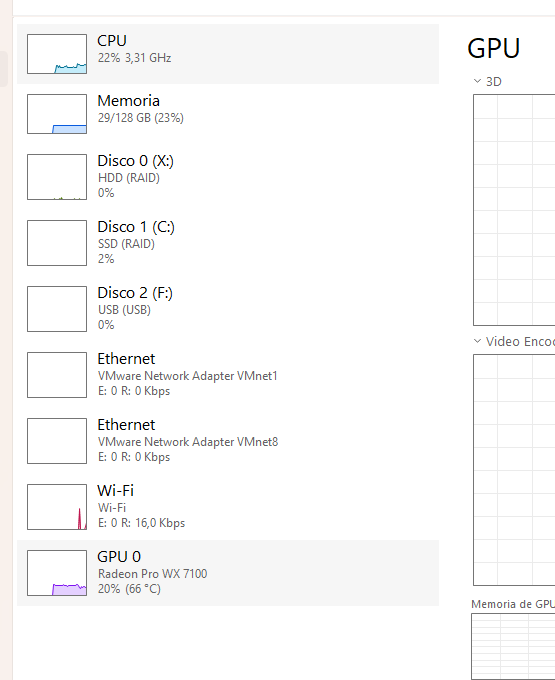 CPU
22% 3,31 GHz
Memoria
29/128 GB (23%)
Disco 0 (X:)
HDD (RAID)
0%
Disco 1 (C:)
SSD (RAID)
2%
Disco 2 (F:)
USB (USB)
0%
Ethernet
VMware Network Adapter VMnet1
E: 0 R: 0 Kbps
Ethernet
VMware Network Adapter VMnet8
E: 0 R: 0 Kbps
Wi-Fi
Wi-Fi
E: 0 R: 16,0 Kbps
GPU 0
Radeon Pro WX 7100
20% (66 °C)
GPU
3D
Video Enco
Memoria de GPU